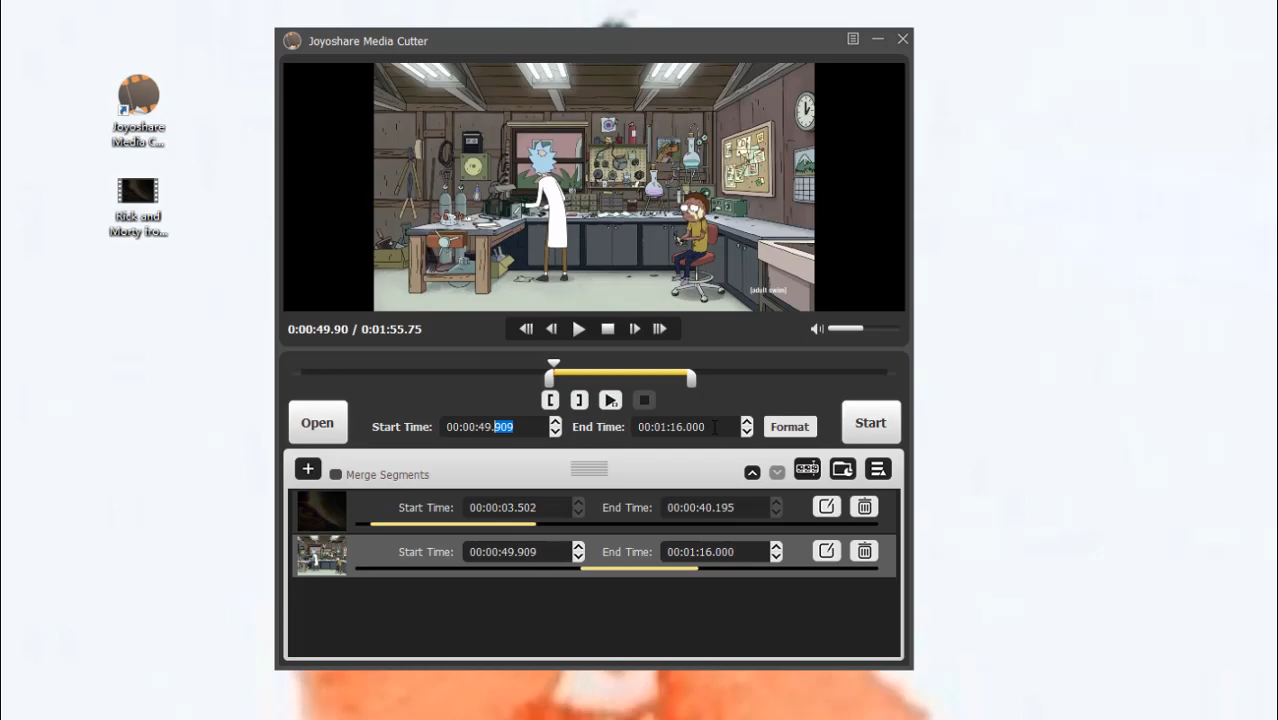 Joyoshare Media Cutter
Joyoshare
Media C...
Rick and
Morty fro...
[adult swim]
0:00:49.90 / 0:01:55.75
Open
Start Time: 00:00:49.909 End Time: 00:01:16.000 Format
Start
Merge Segments
Start Time: 00:00:03.502 End Time: 00:00:40.195
Start Time: 00:00:49.909 End Time: 00:01:16.000